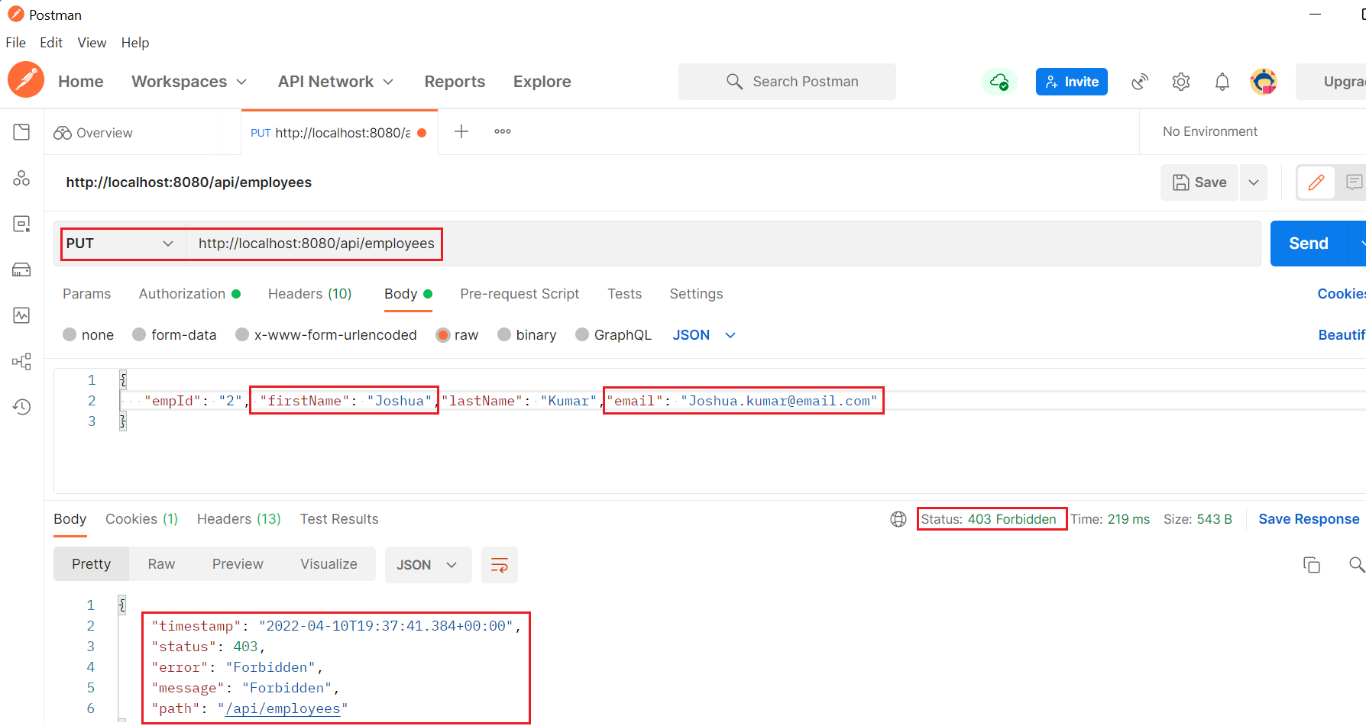 Postman
File Edit View Help
Home Workspaces API Network Reports Explore Search Postman Invite
Overview PUT http://localhost:8080/ No Environment
http://localhost:8080/api/employees Save
PUT http://localhost:8080/api/employees Send
Params Authorization Headers (10) Body Pre-request Script Tests Settings Cookies
none form-data x-www-form-urlencoded raw binary GraphQL JSON Beautif
1 {
2 "empId": "2", "firstName": "Joshua","lastName": "Kumar","email": "Joshua.kumar@email.com"
3 }
Body Cookies (1) Headers (13) Test Results Status: 403 Forbidden Time: 219 ms Size: 543 B Save Response
Pretty Raw Preview Visualize JSON
1 {
2 "timestamp": "2022-04-10T19:37:41.384+00:00",
3 "status": 403,
4 "error": "Forbidden",
5 "message": "Forbidden",
6 "path": "/api/employees"